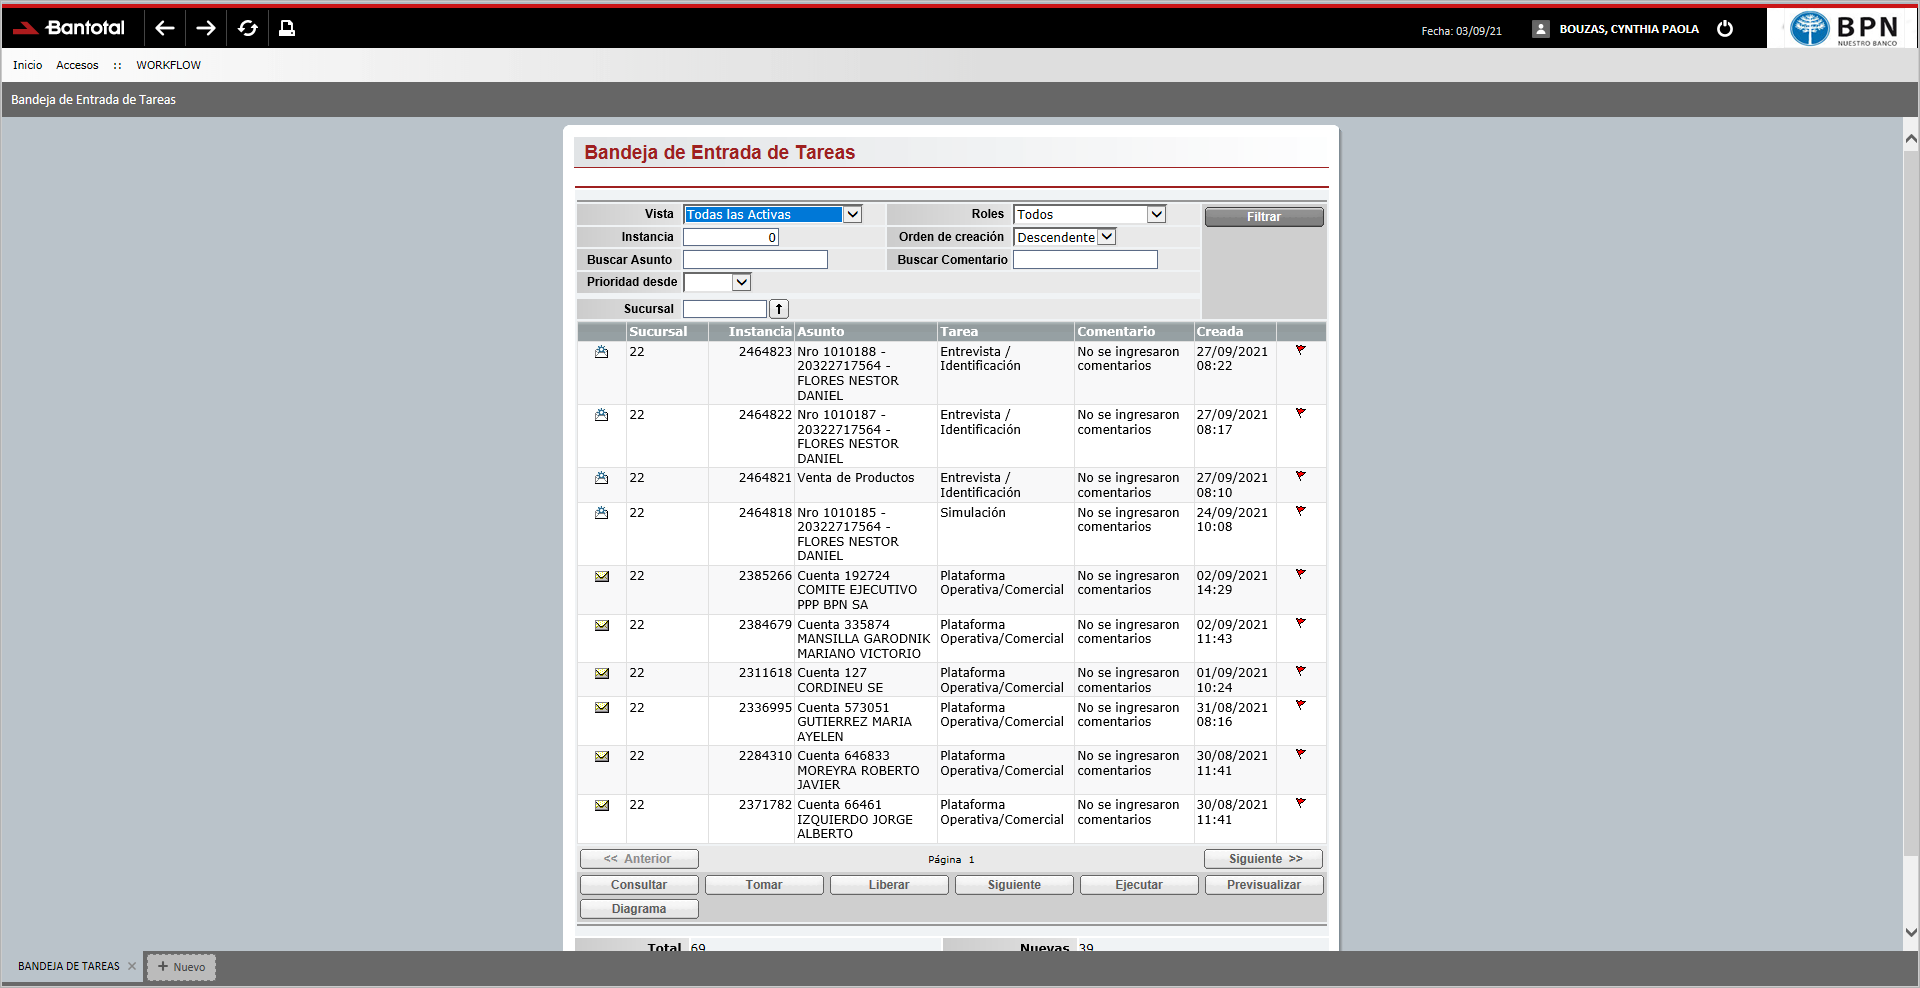 Bantotal
Fecha: 03/09/21
BOUZAS, CYNTHIA PAOLA
BPN
NUESTRO BANCO
Inicio Accesos :: WORKFLOW
Bandeja de Entrada de Tareas
Bandeja de Entrada de Tareas
Vista Todas las Activas Roles Todos Filtrar
Instancia 0 Orden de creación Descendente
Buscar Asunto Buscar Comentario
Prioridad desde
Sucursal
Sucursal Instancia Asunto Tarea Comentario Creada
22 2464823 Nro 1010188 - Entrevista / No se ingresaron 27/09/2021
20322717564 - Identificación comentarios 08:22
FLORES NESTOR
DANIEL
22 2464822 Nro 1010187 - Entrevista / No se ingresaron 27/09/2021
20322717564 - Identificación comentarios 08:17
FLORES NESTOR
DANIEL
22 2464821 Venta de Productos Entrevista / No se ingresaron 27/09/2021
Identificación comentarios 08:10
22 2464818 Nro 1010185 - Simulación No se ingresaron 24/09/2021
20322717564 - comentarios 10:08
FLORES NESTOR
DANIEL
22 2385266 Cuenta 192724 Plataforma No se ingresaron 02/09/2021
COMITE EJECUTIVO Operativa/Comercial comentarios 14:29
PPP BPN SA
22 2384679 Cuenta 335874 Plataforma No se ingresaron 02/09/2021
MANSILLA GARODNIK Operativa/Comercial comentarios 11:43
MARIANO VICTORIO
22 2311618 Cuenta 127 Plataforma No se ingresaron 01/09/2021
CORDINEU SE Operativa/Comercial comentarios 10:24
22 2336995 Cuenta 573051 Plataforma No se ingresaron 31/08/2021
GUTIERREZ MARIA Operativa/Comercial comentarios 08:16
AYELEN
22 2284310 Cuenta 646833 Plataforma No se ingresaron 30/08/2021
MOREYRA ROBERTO Operativa/Comercial comentarios 11:41
JAVIER
22 2371782 Cuenta 66461 Plataforma No se ingresaron 30/08/2021
IZQUIERDO JORGE Operativa/Comercial comentarios 11:41
ALBERTO
<< Anterior Página 1 Siguiente >>
Consultar Tomar Liberar Siguiente Ejecutar Previsualizar
Diagrama
Total 69 Nuevas 39
BANDEJA DE TAREAS × + Nuevo